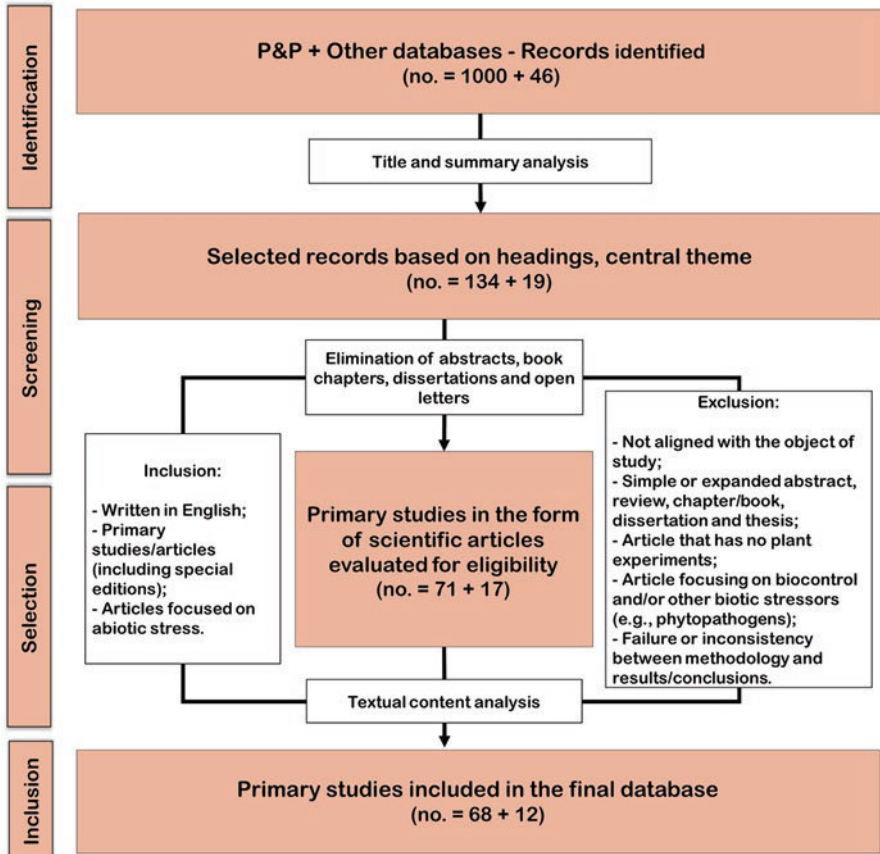 Identification
P&P + Other databases - Records identified
(no. = 1000 + 46)
Title and summary analysis
Screening
Selected records based on headings, central theme
(no. = 134 + 19)
Elimination of abstracts, book
chapters, dissertations and open
letters
Selection
Inclusion:
- Written in English;
- Primary
studies/articles
(including special
editions);
- Articles focused on
abiotic stress.
Primary studies in the form
of scientific articles
evaluated for eligibility
(no. = 71 + 17)
Exclusion:
- Not aligned with the object of
study;
- Simple or expanded abstract,
review, chapter/book,
dissertation and thesis;
- Article that has no plant
experiments;
- Article focusing on biocontrol
and/or other biotic stressors
(e.g., phytopathogens);
- Failure or inconsistency
between methodology and
results/conclusions.
Textual content analysis
Inclusion
Primary studies included in the final database
(no. = 68 + 12)